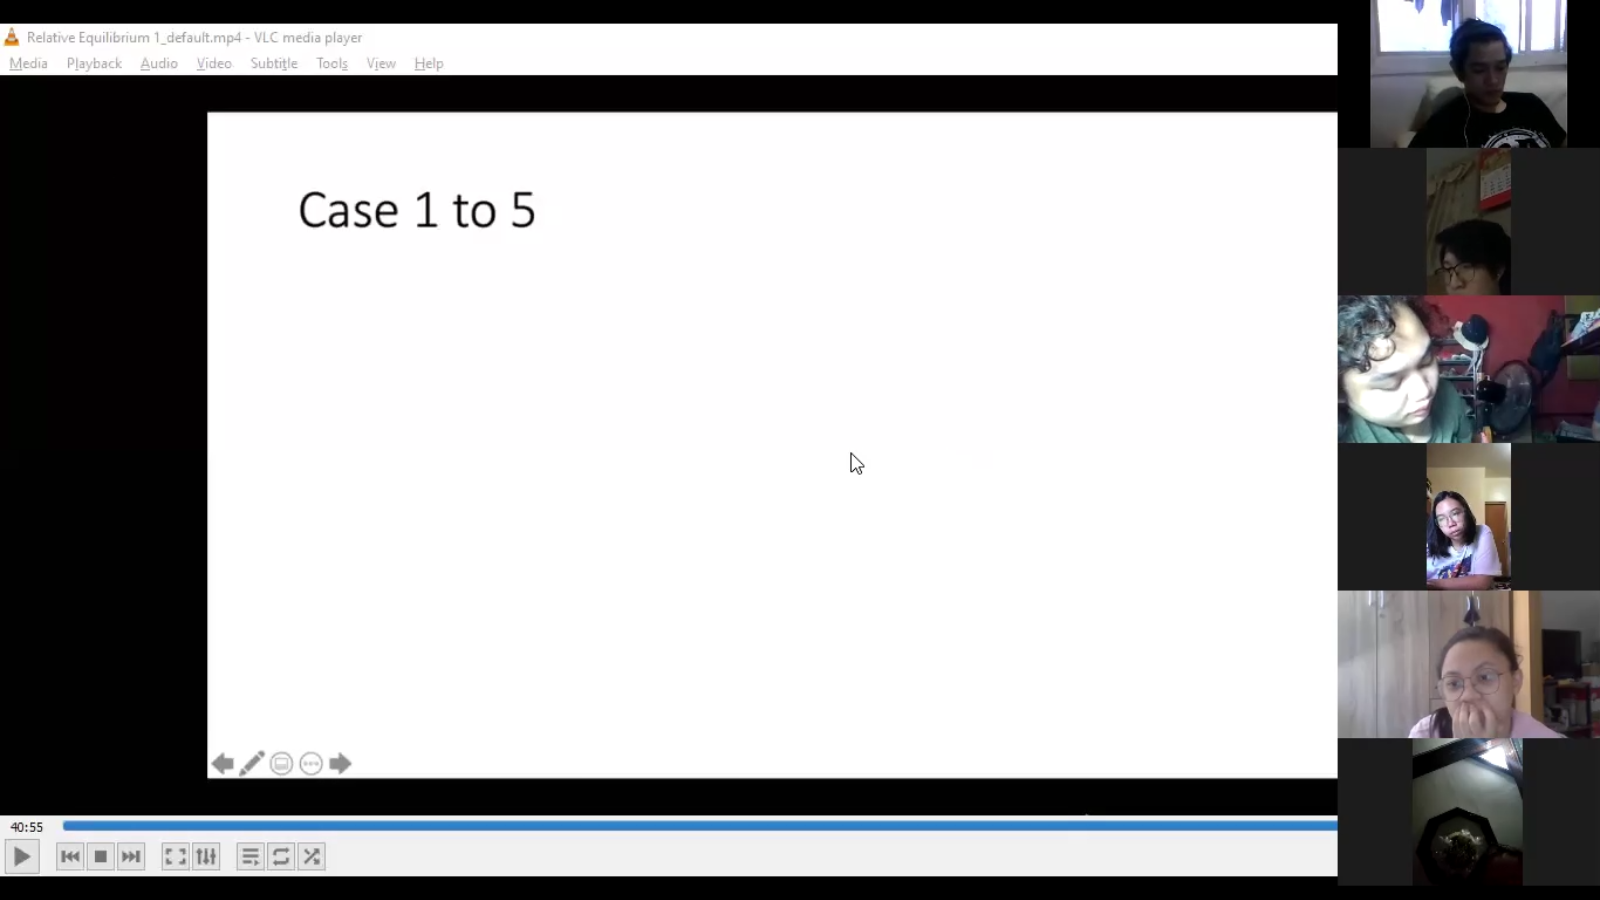 Relative Equilibrium 1_default.mp4 - VLC media player
Media Playback Audio Video Subtitle Tools View Help
Case 1 to 5
40:55